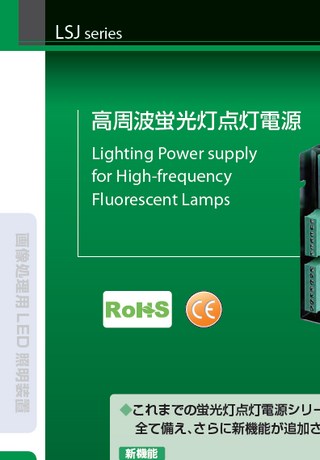 LSJ series
高周波蛍光灯点灯電源
Lighting Power supply
for High-frequency
Fluorescent Lamps
画像処理用LED照明装置
RoHS
CE
◆これまでの蛍光灯点灯電源シリー
全て備え、さらに新機能が追加さ
新機能